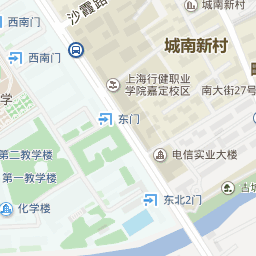 西南门
沙霞路
城南新村
西南门
上海行健职业
学院嘉定校区
南大街27号
学
东门
第二教学楼
电信实业大楼
第一教学楼
东北2门
化学楼